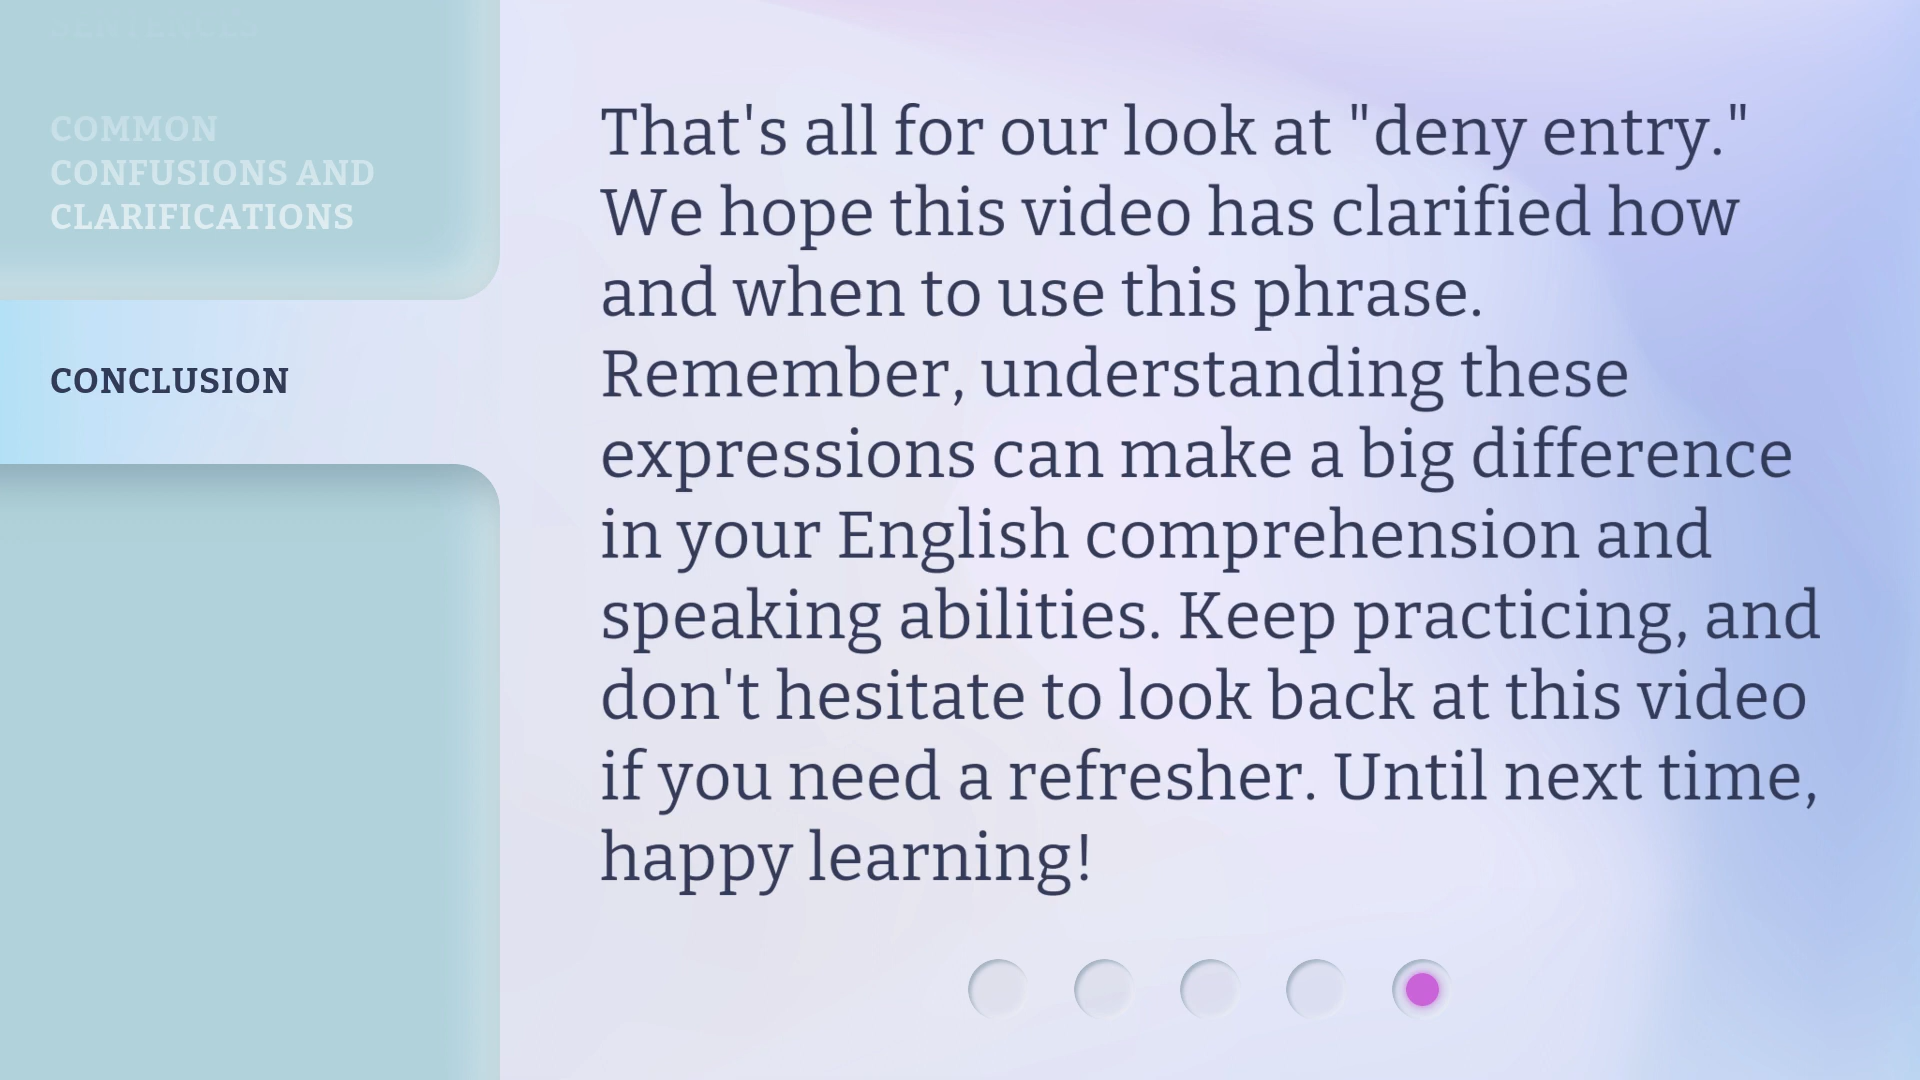 SENTENCES
COMMON
CONFUSIONS AND
CLARIFICATIONS
CONCLUSION
That's all for our look at "deny entry."
We hope this video has clarified how
and when to use this phrase.
Remember, understanding these
expressions can make a big difference
in your English comprehension and
speaking abilities. Keep practicing, and
don't hesitate to look back at this video
if you need a refresher. Until next time,
happy learning!